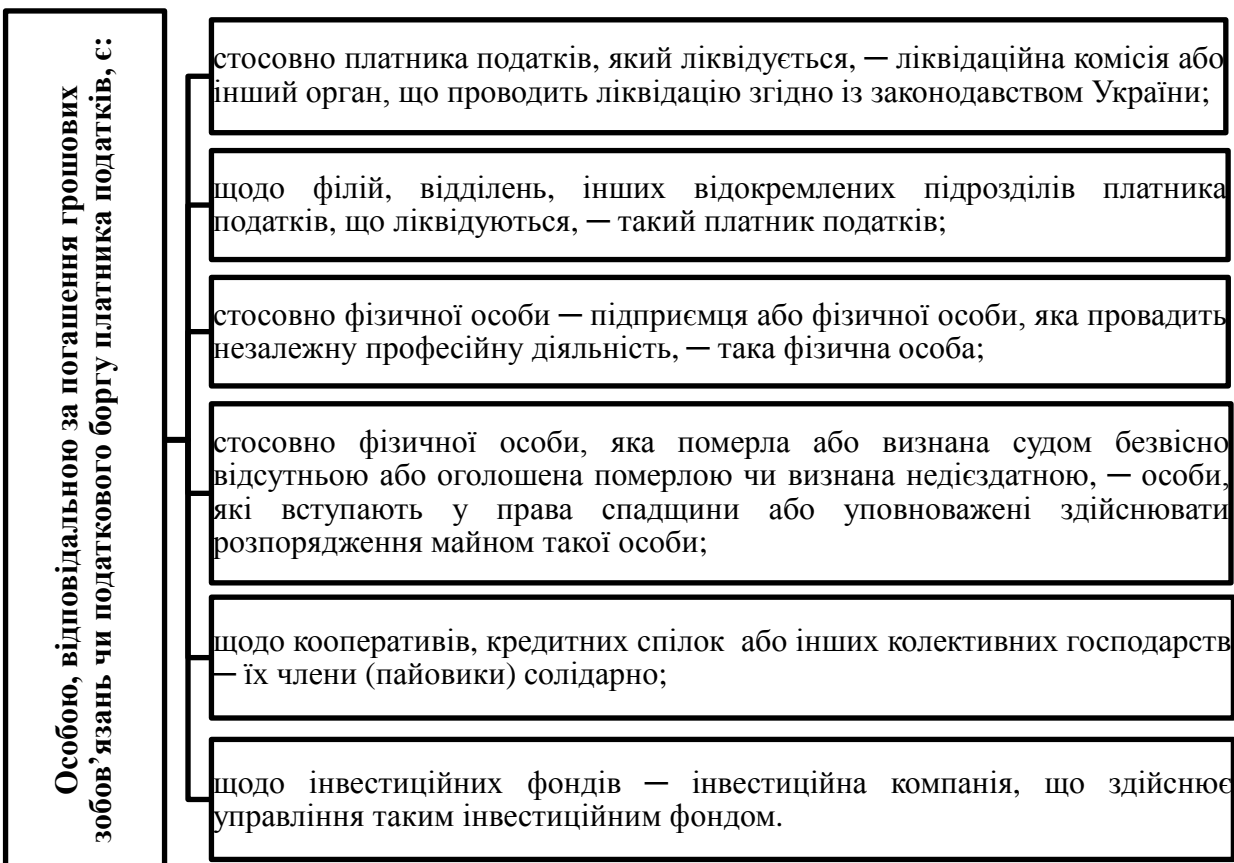 Особою, відповідальною за погашення грошових
зобов’язань чи податкового боргу платника податків, є:
стосовно платника податків, який ліквідується, ─ ліквідаційна комісія або
інший орган, що проводить ліквідацію згідно із законодавством України;
щодо філій, відділень, інших відокремлених підрозділів платника
податків, що ліквідуються, ─ такий платник податків;
стосовно фізичної особи ─ підприємця або фізичної особи, яка провадить
незалежну професійну діяльність, ─ така фізична особа;
стосовно фізичної особи, яка померла або визнана судом безвісно
відсутньою або оголошена померлою чи визнана недієздатною, ─ особи,
які вступають у права спадщини або уповноважені здійснювати
розпорядження майном такої особи;
щодо кооперативів, кредитних спілок або інших колективних господарств
─ їх члени (пайовики) солідарно;
щодо інвестиційних фондів ─ інвестиційна компанія, що здійснює
управління таким інвестиційним фондом.